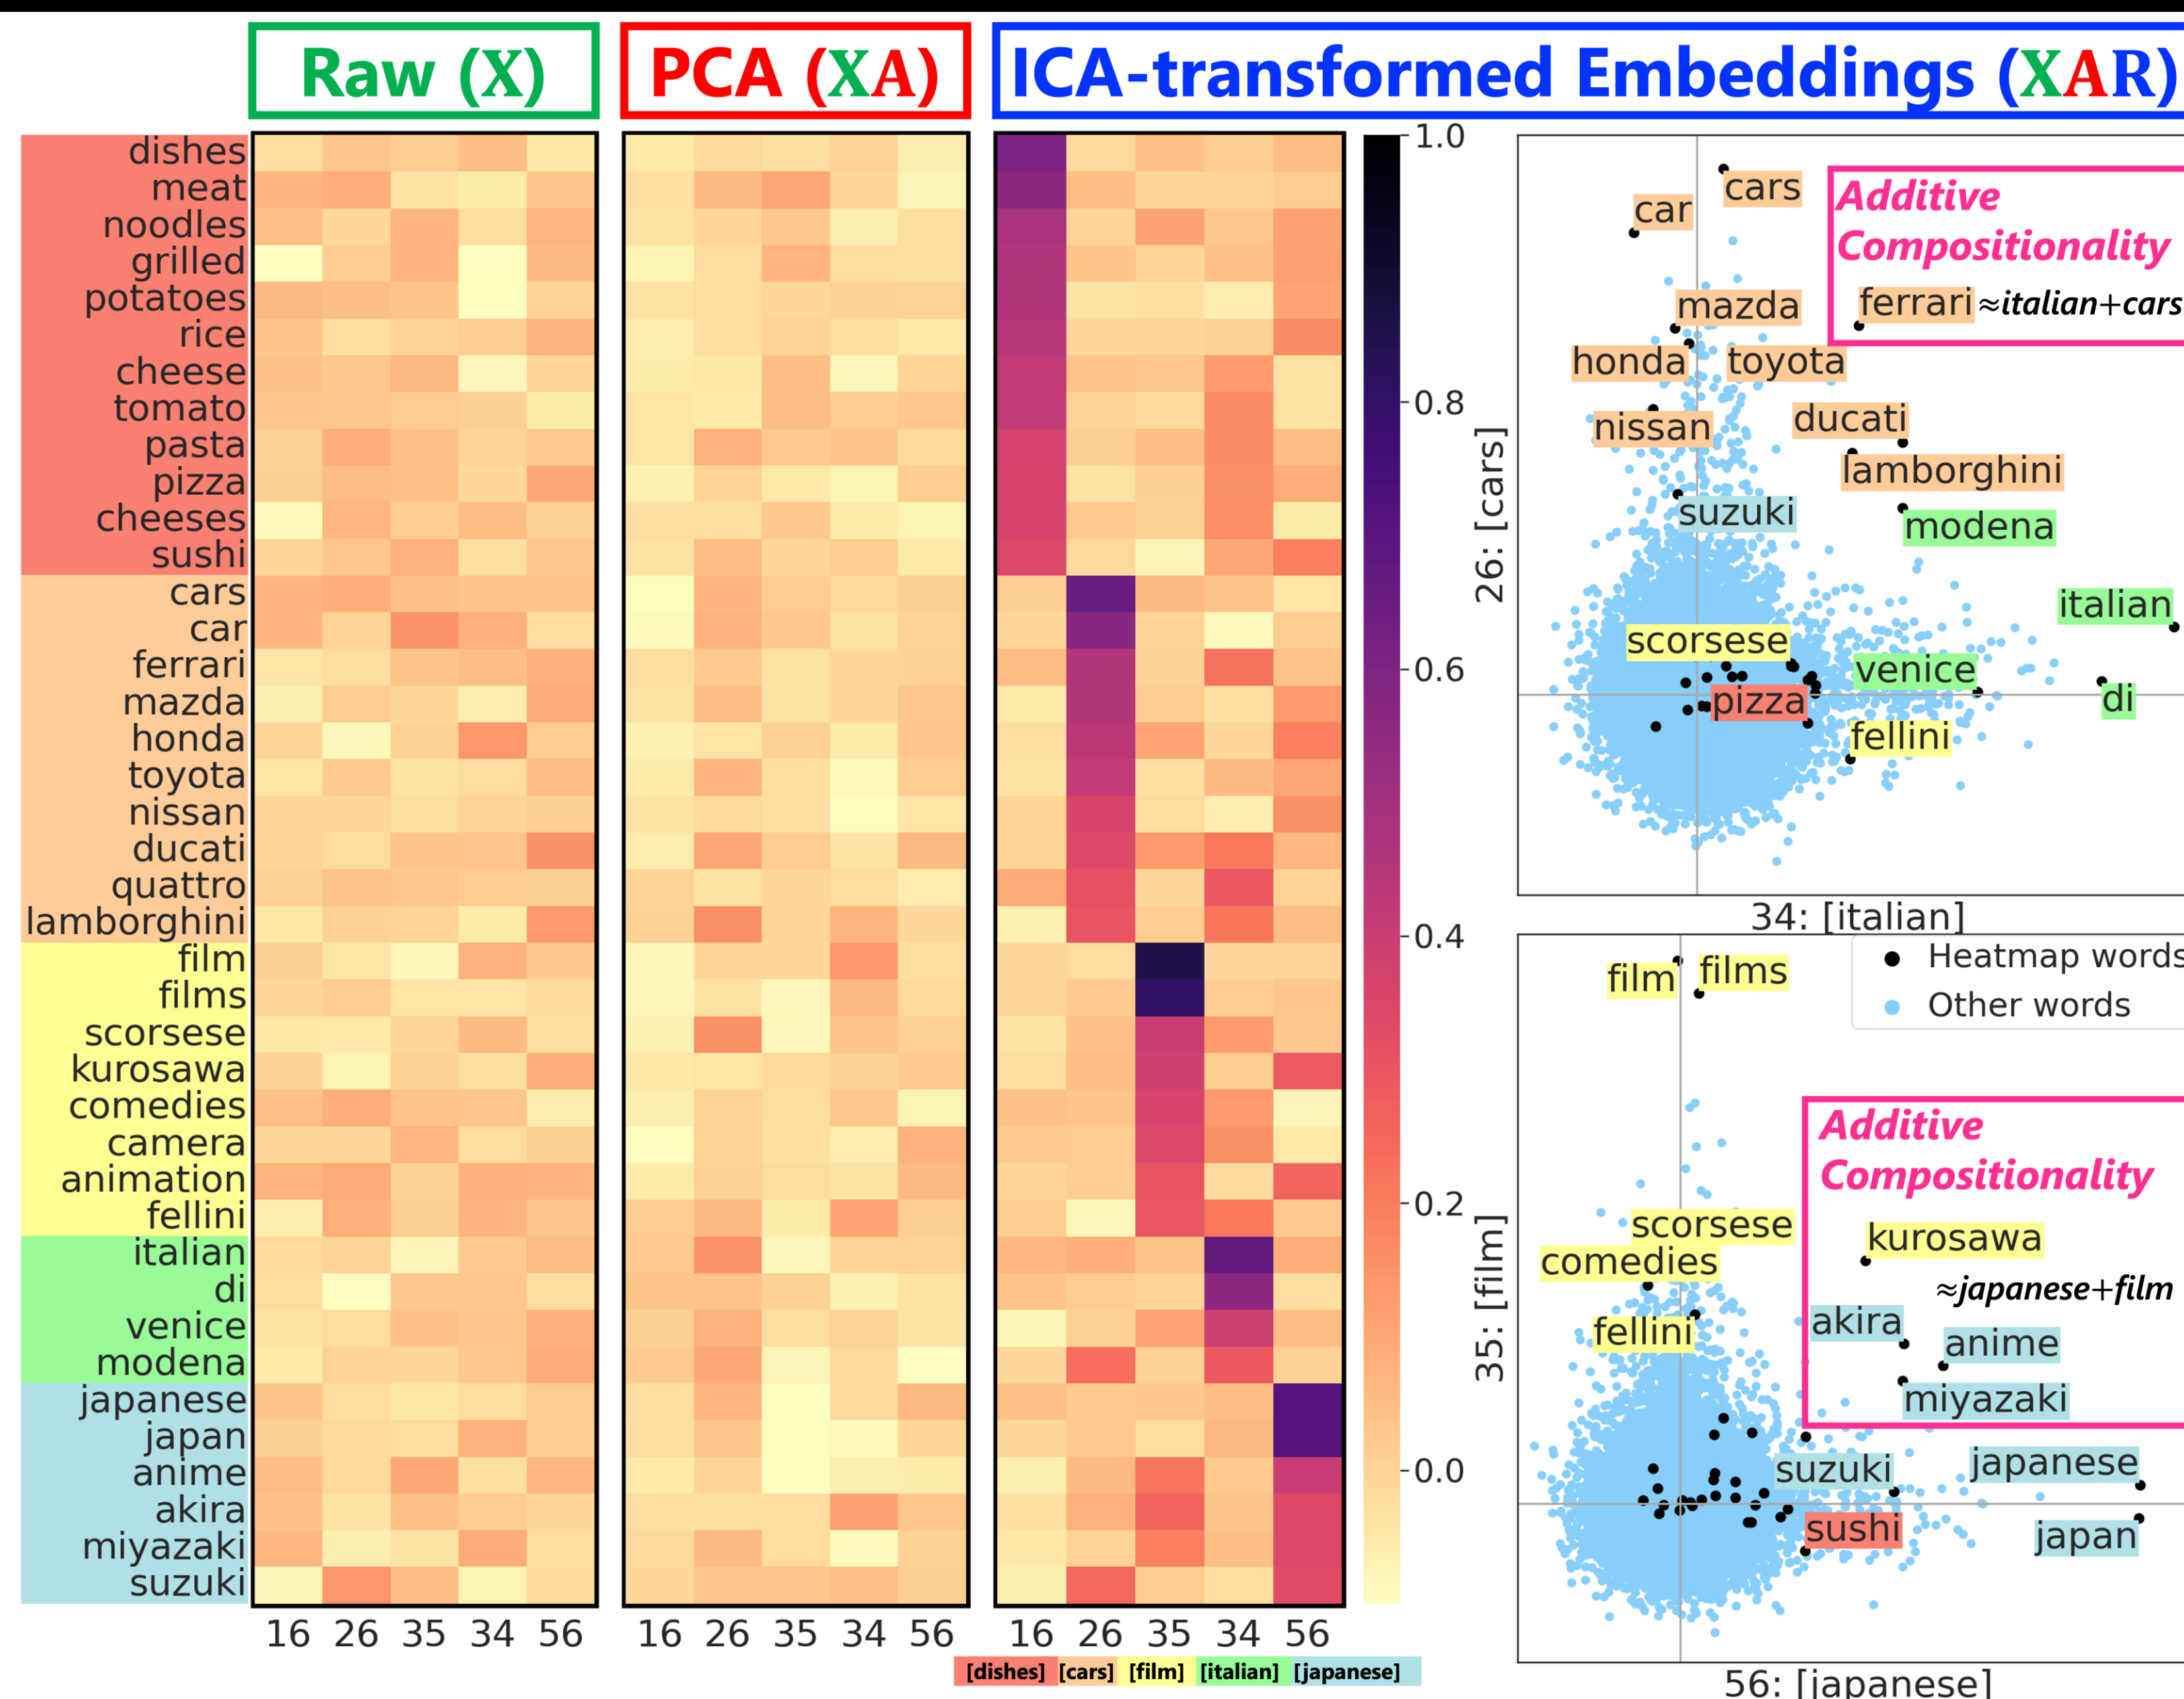 Raw (X)
PCA (XA)
ICA-transformed Embeddings (XAR)
dishes
meat
noodles
grilled
potatoes
rice
cheese
tomato
pasta
pizza
cheeses
sushi
cars
car
ferrari
mazda
honda
toyota
nissan
ducati
quattro
lamborghini
film
films
scorsese
kurosawa
comedies
camera
animation
fellini
italian
di
venice
modena
japanese
japan
anime
akira
miyazaki
suzuki
16 26 35 34 56
16 26 35 34 56
16 26 35 34 56
[dishes] [cars] [film] [italian] [japanese]
1.0
0.8
0.6
0.4
0.2
0.0
26: [cars]
cars
car
Additive
Compositionality
ferrari ≈italian+cars
mazda
honda
toyota
nissan
ducati
lamborghini
suzuki
modena
italian
scorsese
venice
pizza
di
fellini
34: [italian]
35: [film]
film
films
Heatmap words
Other words
Additive
Compositionality
scorsese
kurosawa
comedies
≈japanese+film
akira
fellini
anime
miyazaki
suzuki
japanese
sushi
japan
56: [japanese]